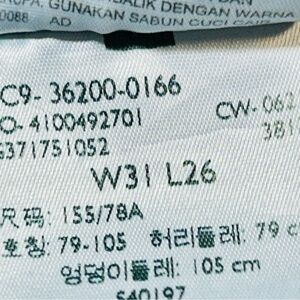 BALIK DENGAN WARNA
GUNAKAN SABUN CUCI CAIR
0088 AD
C9- 36200-0166
O- 4100492701
CW-062
6371751052
3B1
W31 L26
尺码: 155/78A
호칭: 79-105 허리둘레: 79 c
엉덩이둘레: 105 cm
540197